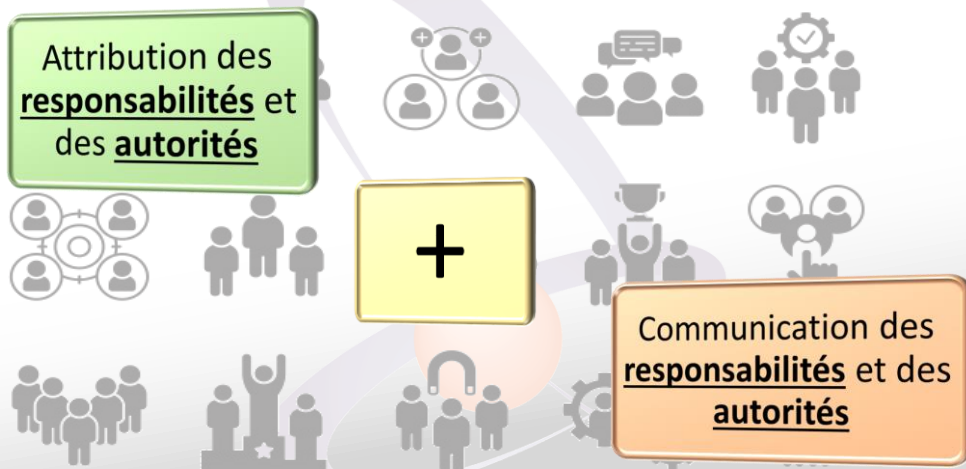 Attribution des
responsabilités et
des autorités
+
Communication des
responsabilités et des
autorités